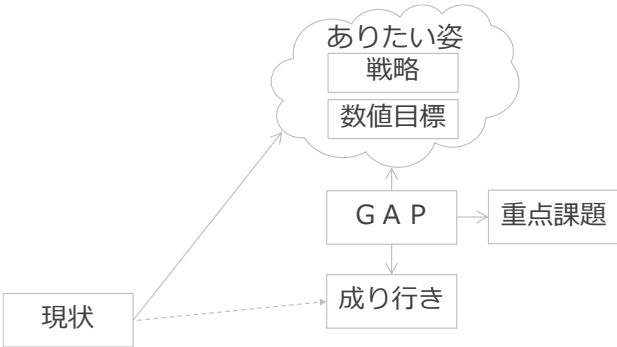 ありたい姿
戦略
数値目標
ＧＡＰ
重点課題
成り行き
現状